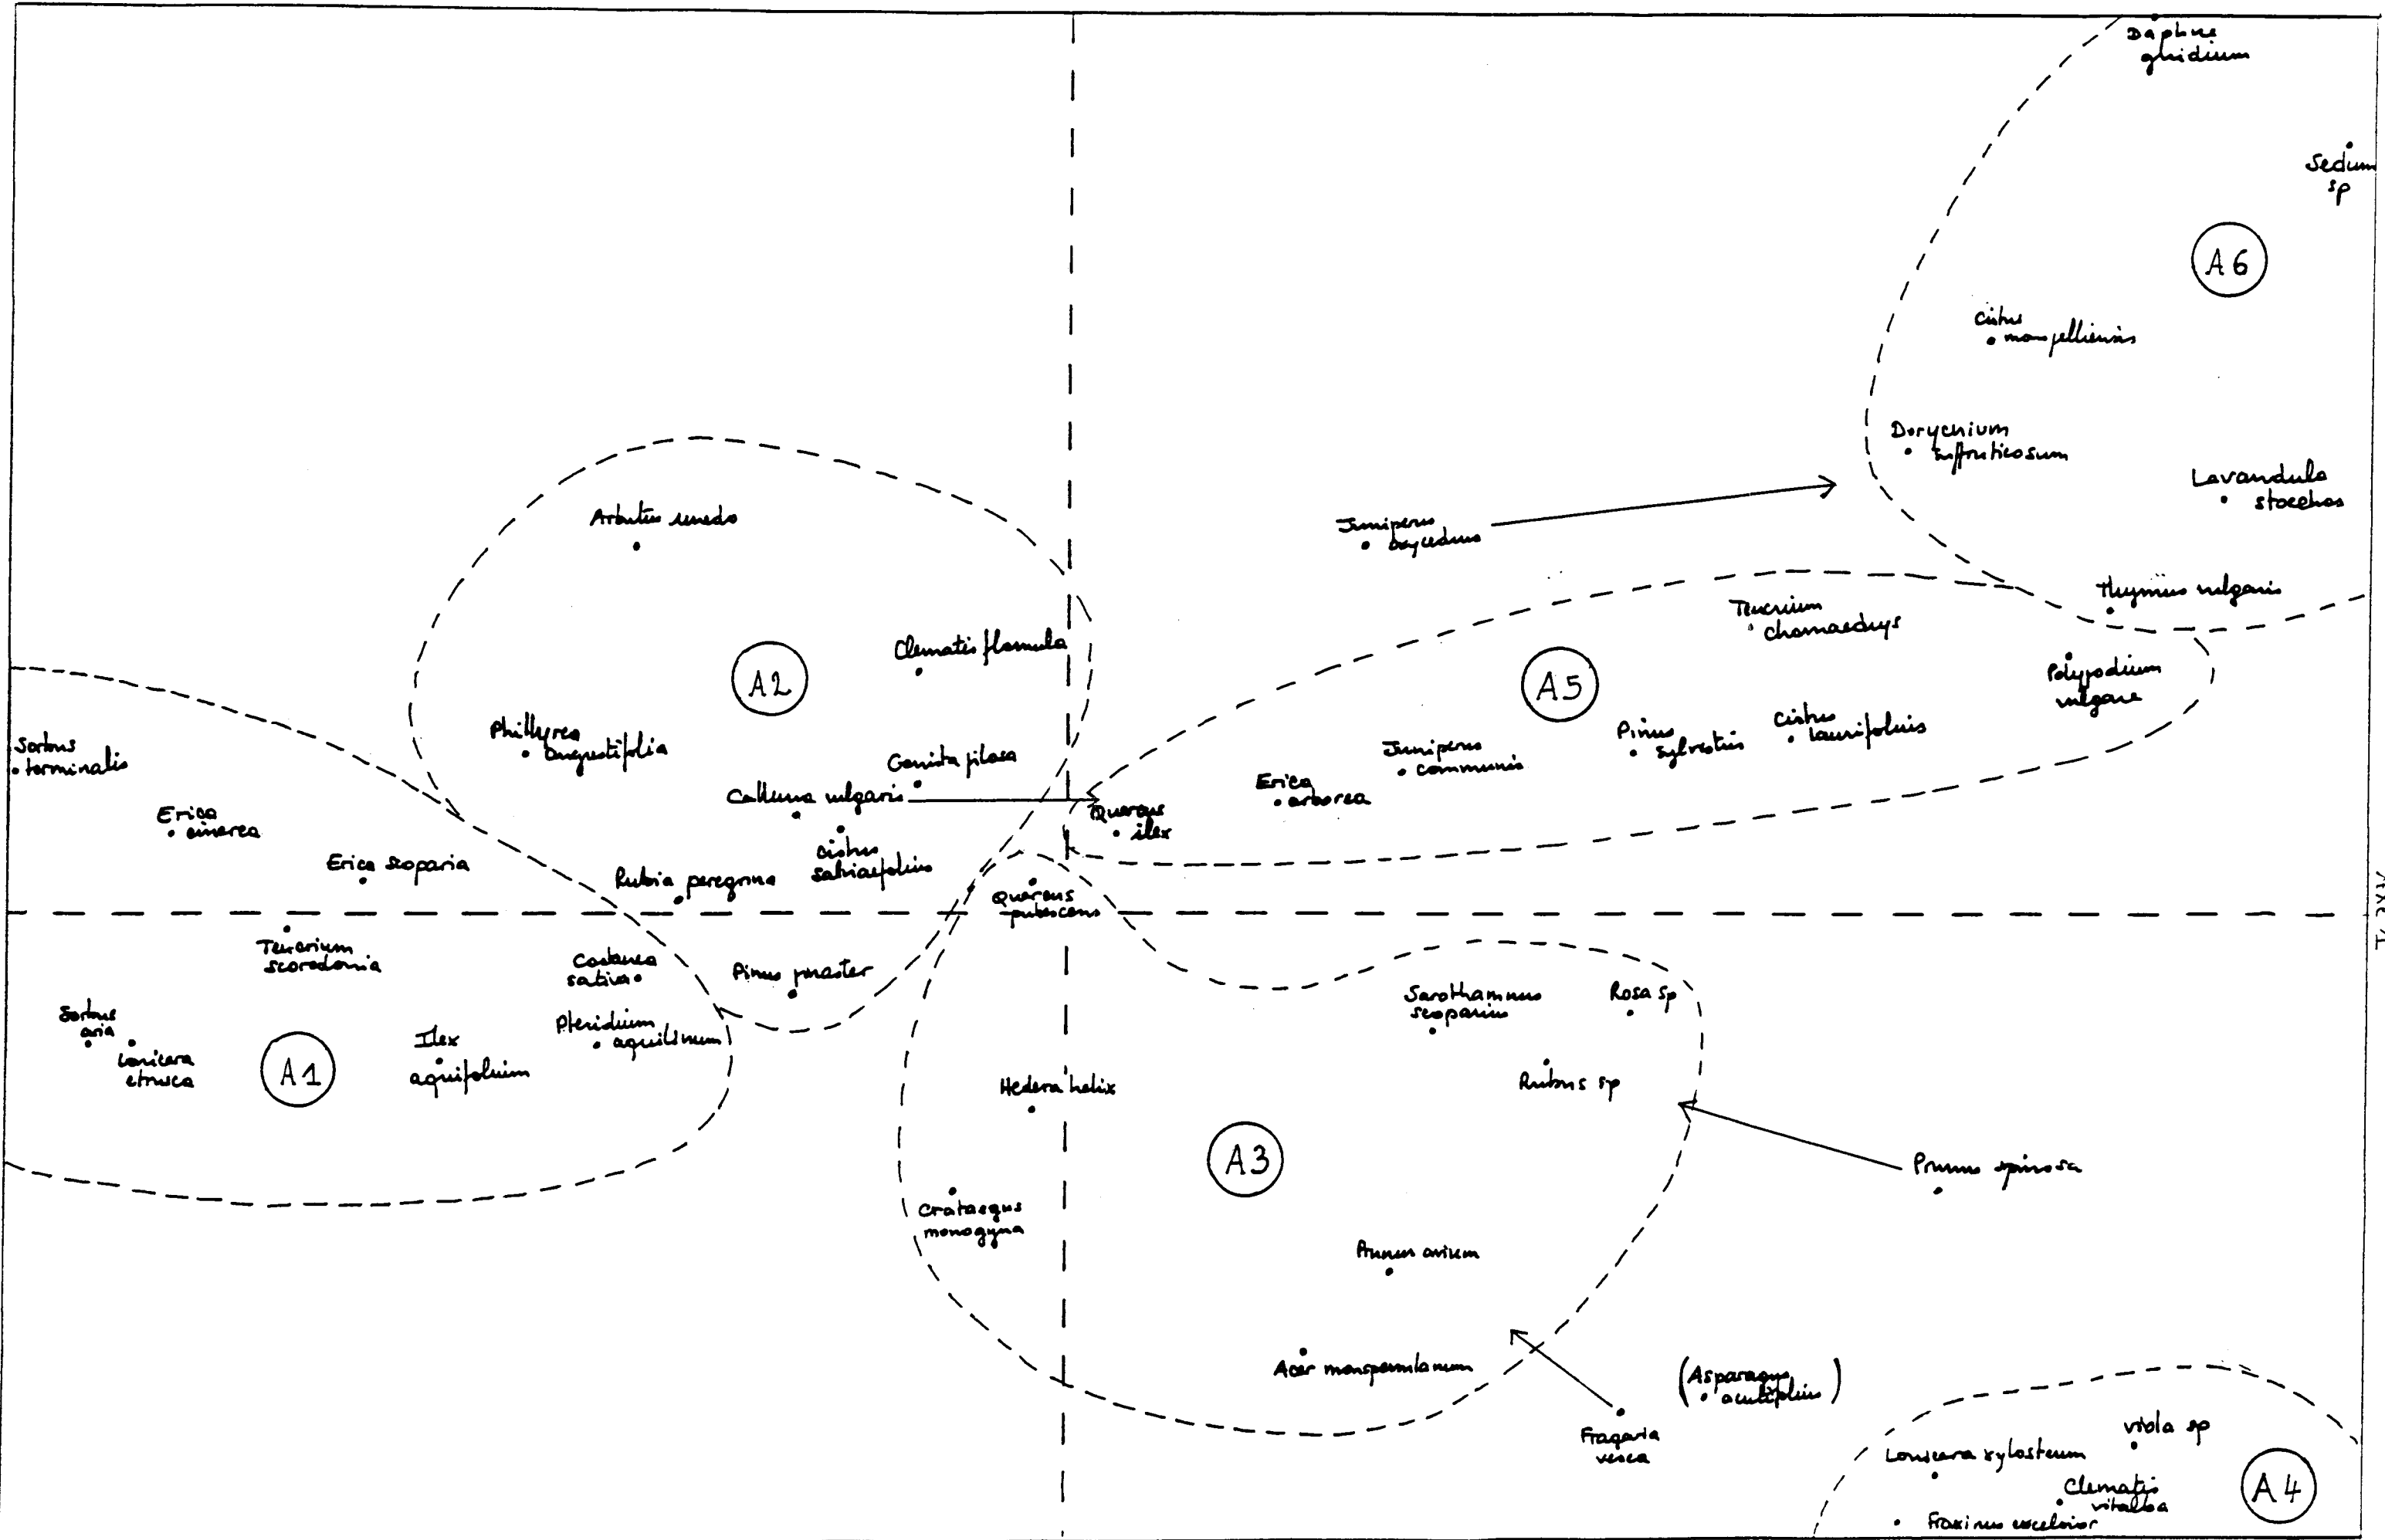 Daphne
gnidium
Sedum
sp
A6
Cistus
monspelliensis
Dorycnium
suffruticosum
Lavandula
stoechas
Arbutus unedo
Juniperus
oxycedrus
Thymus vulgaris
Teucrium
chamaedrys
Clematis flamula
A2
A5
Polypodium
vulgare
Phillyrea
angustifolia
Sorbus
torminalis
Genista pilosa
Juniperus
communis
Pinus
sylvestris
Cistus
laurifolius
Calluna vulgaris
Erica
arborea
Quercus
ilex
Erica
cinerea
Erica scoparia
Cistus
salviaefolius
Rubia peregrina
Quercus
pubescens
AXE 1
Teucrium
scorodonia
Castanea
sativa
Pinus pinaster
Sarothamnus
scoparius
Rosa sp
Sorbus
aria
Lonicera
etrusca
A1
Ilex
aquifolium
Pteridium
aquilinum
Hedera helix
Rubus sp
A3
Prunus spinosa
Crataegus
monogyna
Prunus avium
Acer monspessulanum
(Asparagus
acutifolius)
Fragaria
vesca
Viola sp
Lonicera xylosteum
Clematis
vitalba
A4
Fraxinus excelsior